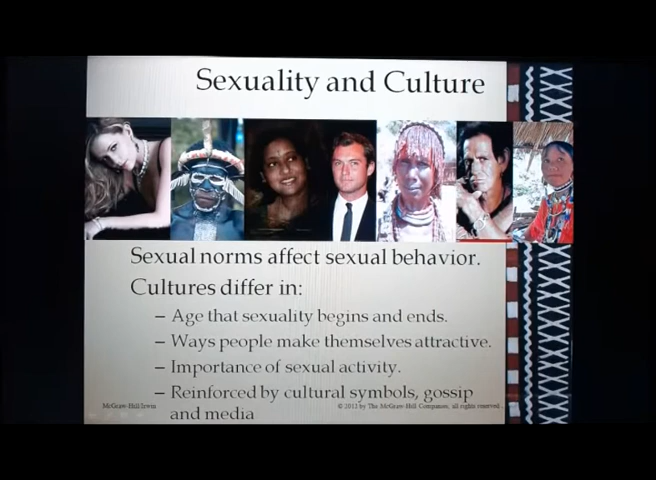 Sexuality and Culture
Sexual norms affect sexual behavior.
Cultures differ in:
– Age that sexuality begins and ends.
– Ways people make themselves attractive.
– Importance of sexual activity.
– Reinforced by cultural symbols, gossip
and media
McGraw-Hill/Irwin
© 2012 by The McGraw-Hill Companies, all rights reserved.